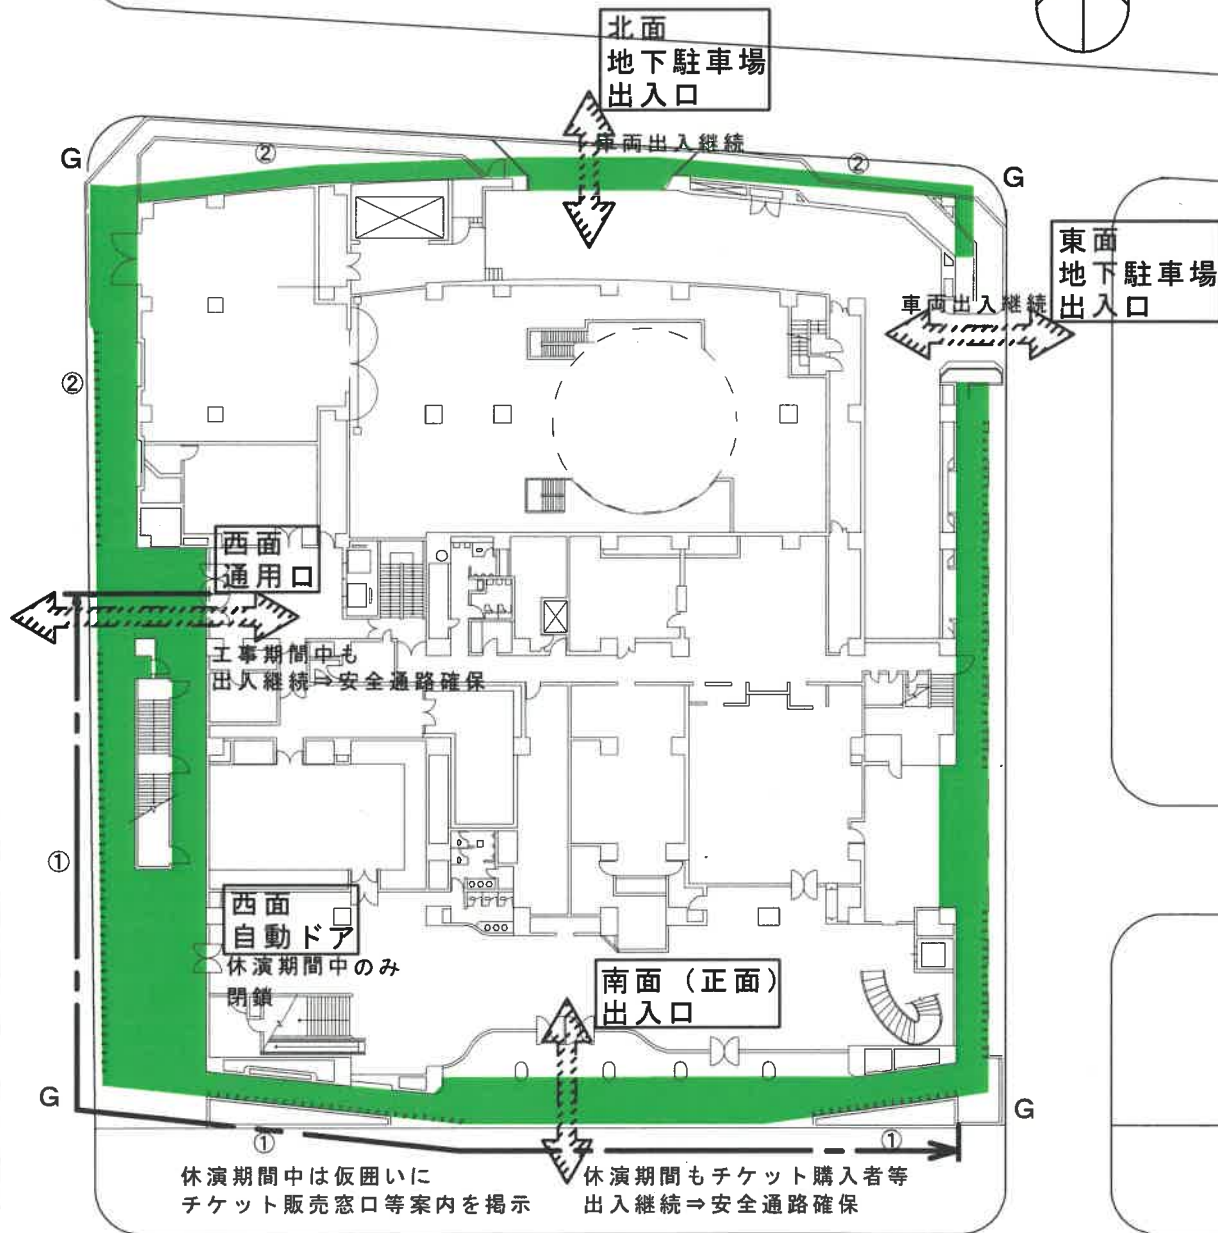 北面
地下駐車場
出入口
車両出入継続
G
②
②
G
東面
地下駐車場
出入口
車両出入継続
②
西面
通用口
工事期間中も
出入継続⇒安全通路確保
①
西面
自動ドア
休演期間中のみ
閉鎖
南面（正面）
出入口
G
G
①
①
休演期間中は仮囲いに
チケット販売窓口等案内を掲示
休演期間もチケット購入者等
出入継続⇒安全通路確保